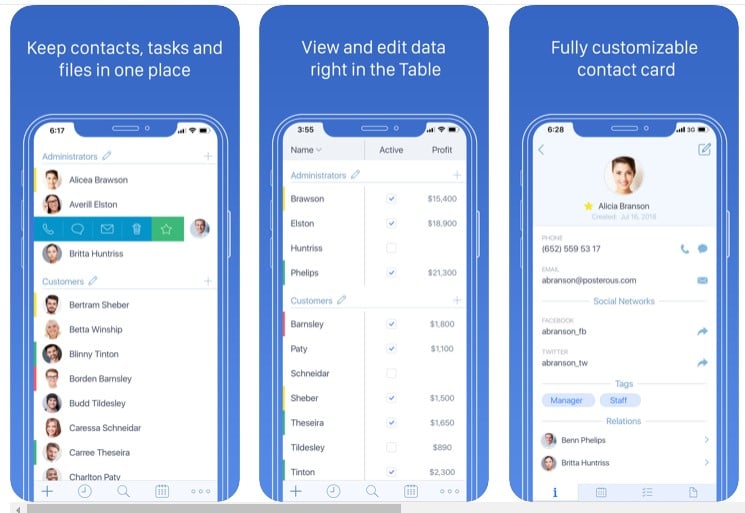 Keep contacts, tasks and
files in one place
6:17
Administrators
Alicea Brawson
Averill Elston
Britta Huntriss
Customers
Bertram Sheber
Betta Winship
Blinny Tinton
Borden Barnsley
Budd Tildesley
Caressa Schneidar
Carree Theseira
Charlton Paty
View and edit data
right in the Table
3:55
Name Active Profit
Administrators
Brawson $15,400
Elston $18,900
Huntriss
Phelips $21,300
Customers
Barnsley $1,800
Paty $1,100
Schneidar
Sheber $1,500
Theseira $1,650
Tildesley $890
Tinton $2,300
Fully customizable
contact card
6:28 3G
Alicia Branson
Created: Jul 16, 2018
PHONE
(652) 559 53 17
EMAIL
abranson@posterous.com
Social Networks
FACEBOOK
abranson_fb
TWITTER
abranson_tw
Tags
Manager Staff
Relations
Benn Phelips
Britta Huntriss